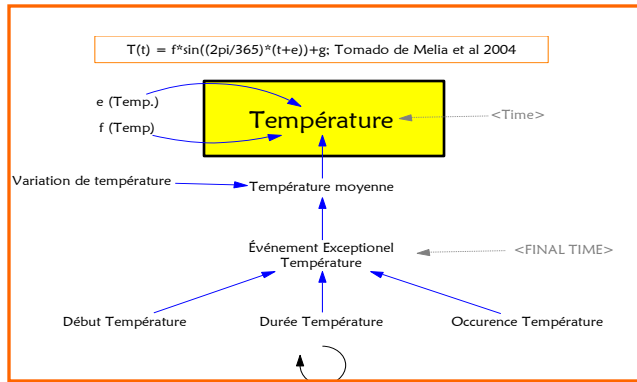 T(t) = f*sin((2pi/365)*(t+e))+g; Tomado de Melia et al 2004
e (Temp.)
Température
<Time>
f (Temp)
Variation de température
Température moyenne
Événement Exceptionel
Température
<FINAL TIME>
Début Température
Durée Température
Occurence Température